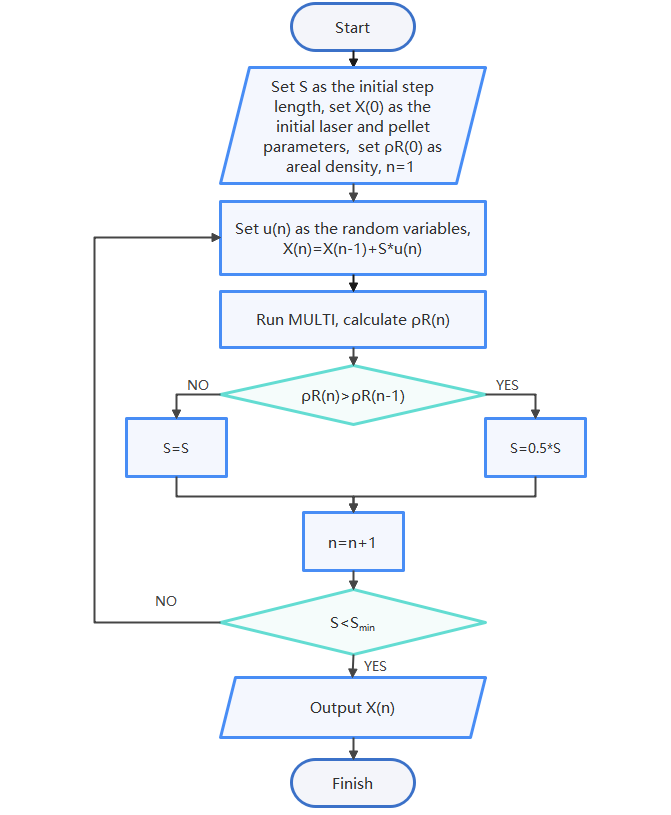 Start
Set S as the initial step
length, set X(0) as the
initial laser and pellet
parameters, set ρR(0) as
areal density, n=1
Set u(n) as the random variables,
X(n)=X(n-1)+S*u(n)
Run MULTI, calculate ρR(n)
ρR(n)>ρR(n-1)
NO
YES
S=S
S=0.5*S
n=n+1
S<Smin
NO
YES
Output X(n)
Finish